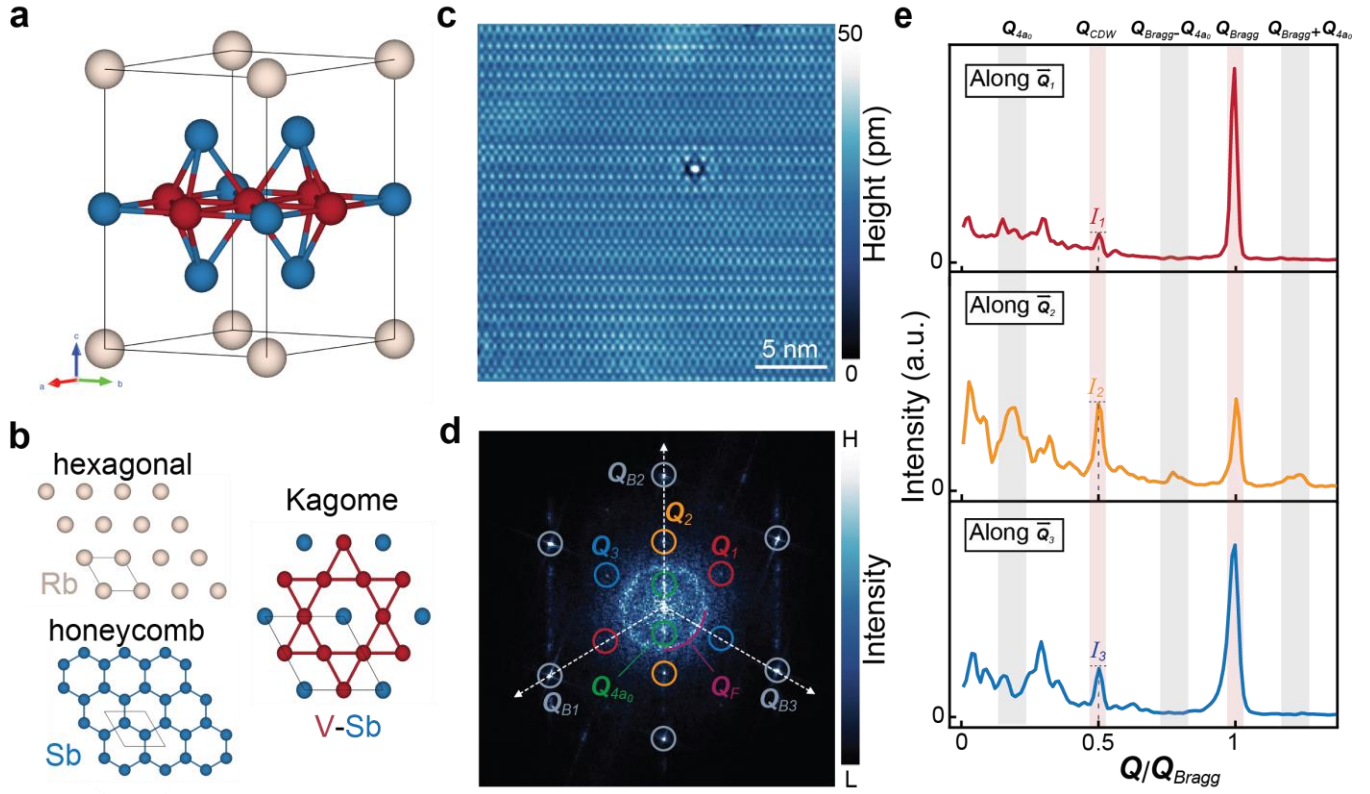 a
c
a
b
b
hexagonal
Rb
honeycomb
Sb
Kagome
V-Sb
c
50
Height (pm)
0
5 nm
d
H
Intensity
L
Q_B2
Q_2
Q_3
Q_1
Q_B1
Q_4a₀
Q_F
Q_B3
e
Q_4a₀ Q_CDW Q_Bragg-Q_4a₀ Q_Bragg Q_Bragg+Q_4a₀
Along Q̅_1
I_1
0
Along Q̅_2
I_2
0
Along Q̅_3
I_3
0
Intensity (a.u.)
0 0.5 1
Q/Q_Bragg